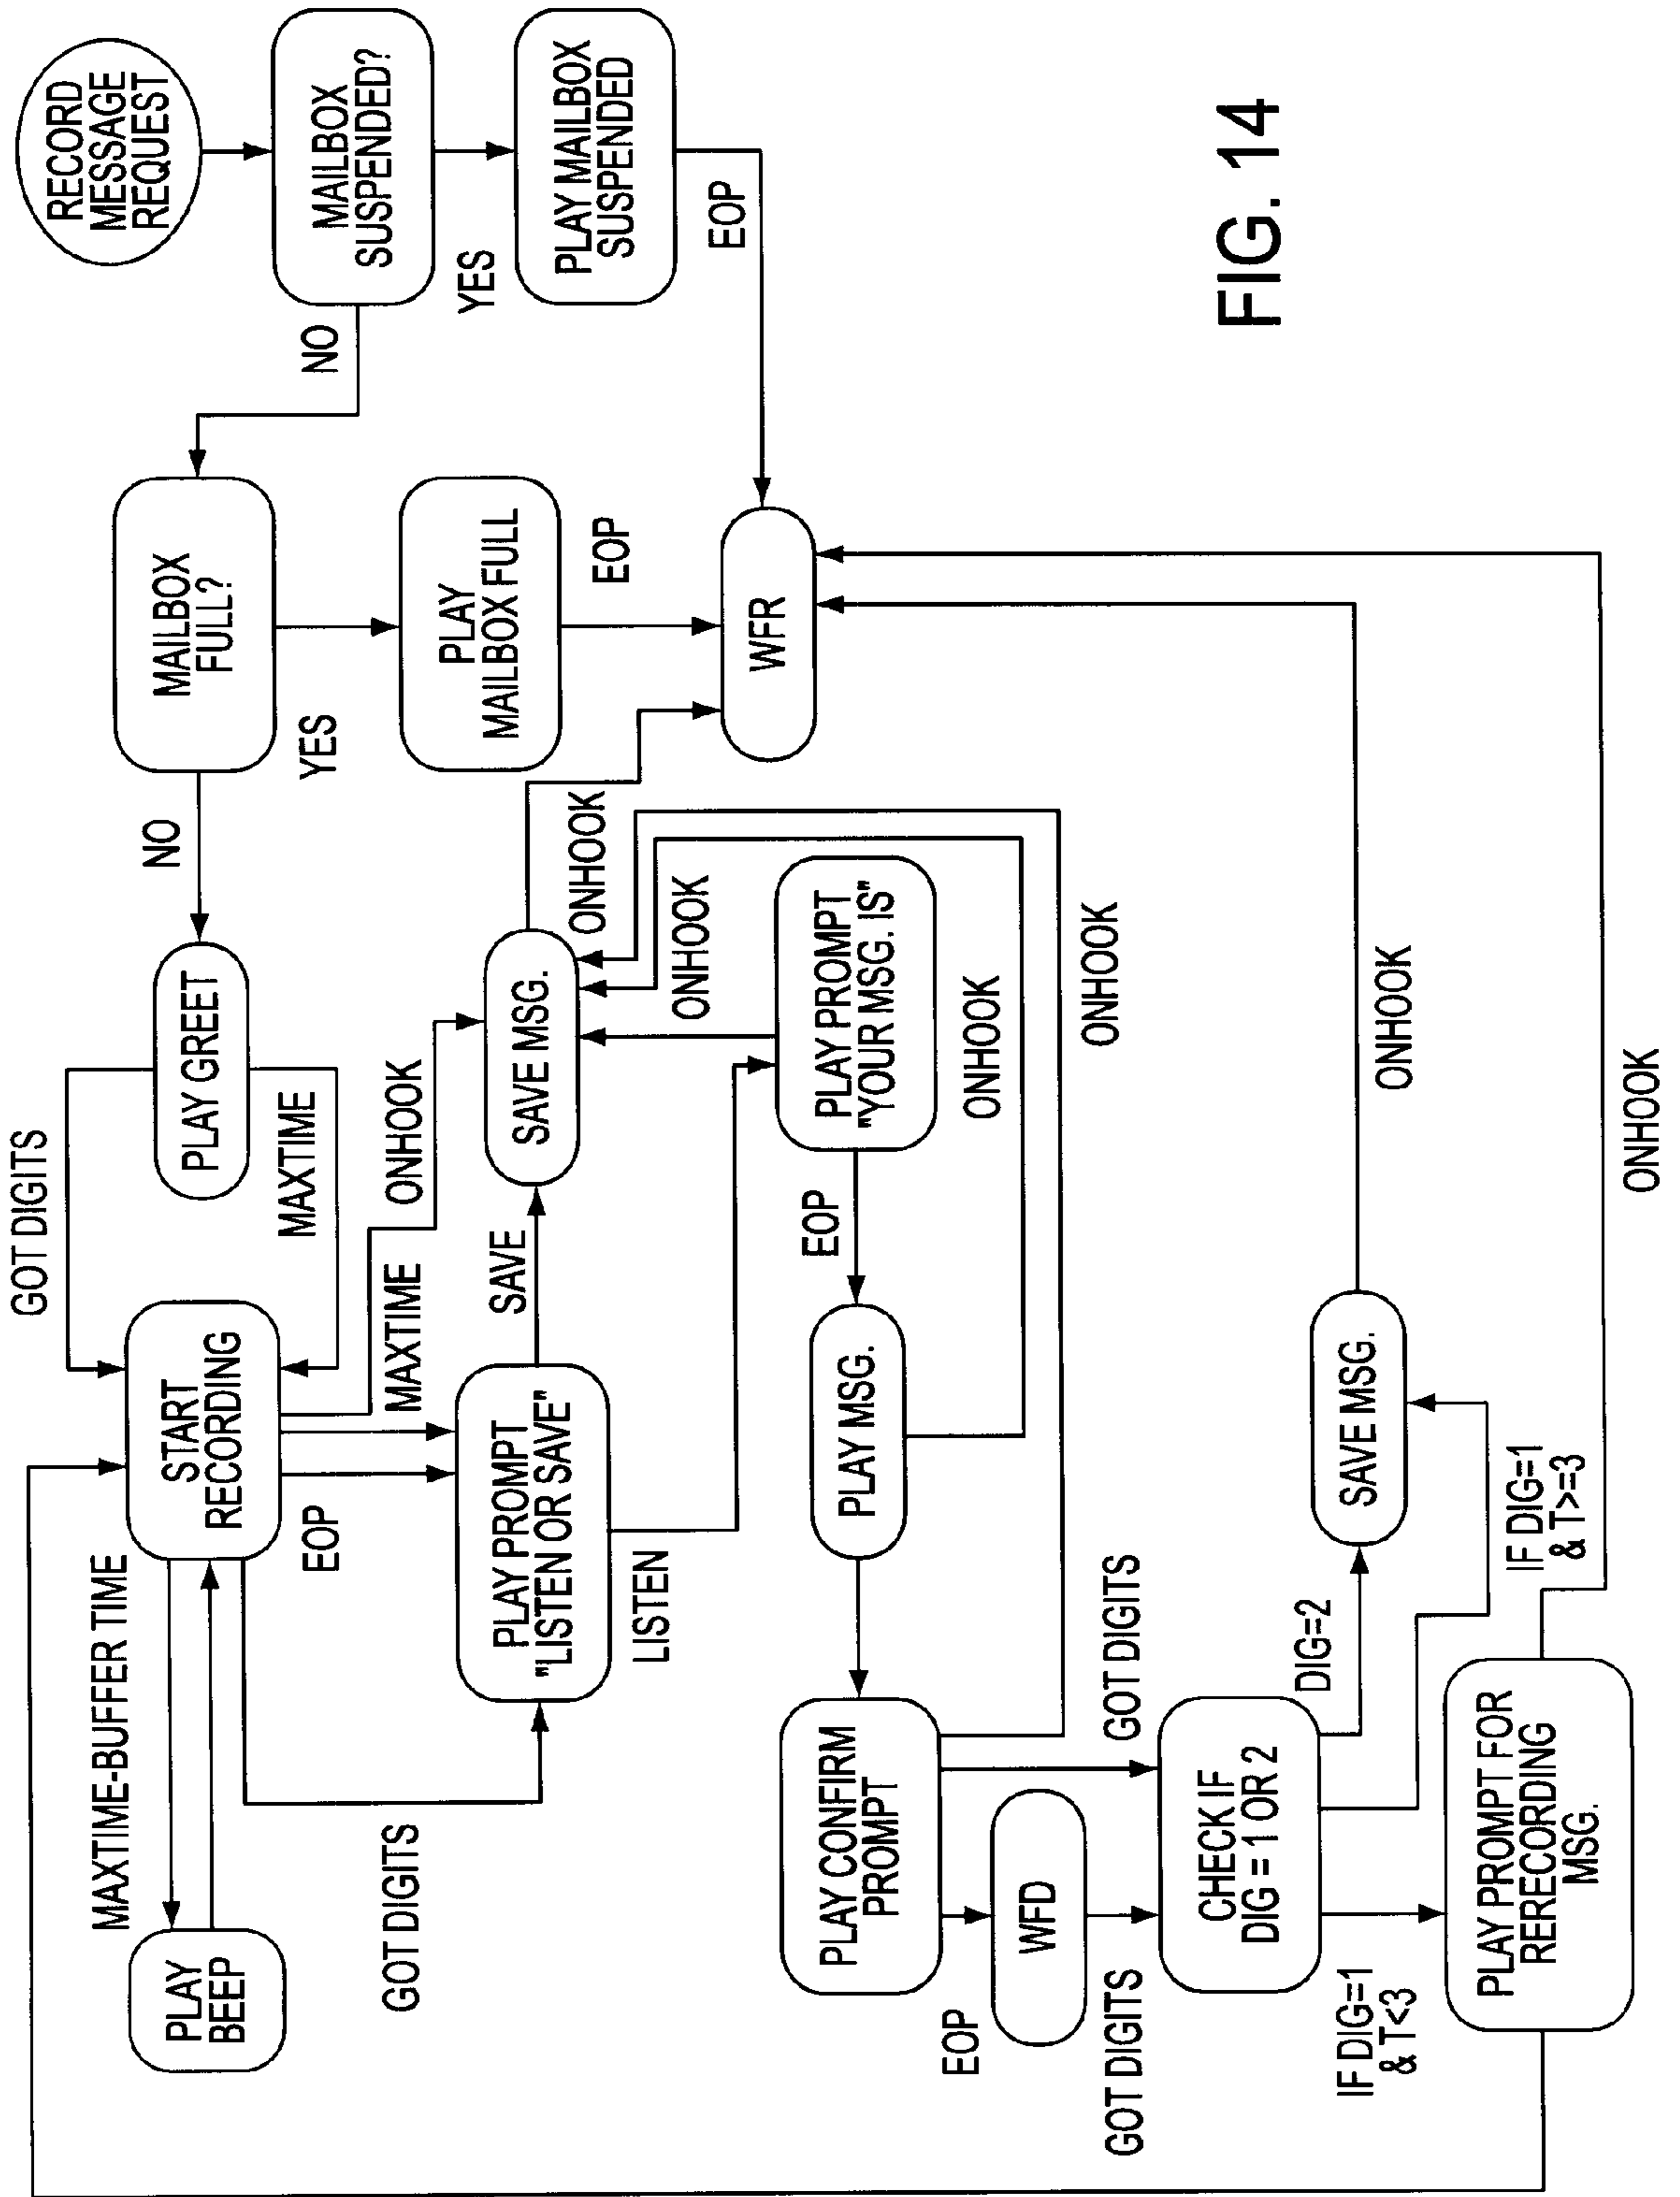 RECORD
MESSAGE
REQUEST
MAILBOX
SUSPENDED?
YES
PLAY MAILBOX
SUSPENDED
EOP
NO
MAILBOX
FULL?
YES
PLAY
MAILBOX FULL
EOP
WFR
NO
PLAY GREET
GOT DIGITS
MAXTIME
START
RECORDING
MAXTIME-BUFFER TIME
PLAY
BEEP
GOT DIGITS
EOP
MAXTIME
ONHOOK
PLAY PROMPT
"LISTEN OR SAVE"
SAVE
SAVE MSG.
ONHOOK
ONHOOK
LISTEN
PLAY PROMPT
"YOUR MSG. IS"
EOP
PLAY MSG.
ONHOOK
ONHOOK
PLAY CONFIRM
PROMPT
EOP
WFD
GOT DIGITS
GOT DIGITS
CHECK IF
DIG = 1 OR 2
DIG=2
SAVE MSG.
ONHOOK
IF DIG=1
& T<3
IF DIG=1
& T>=3
PLAY PROMPT FOR
RERECORDING
MSG.
ONHOOK
FIG. 14